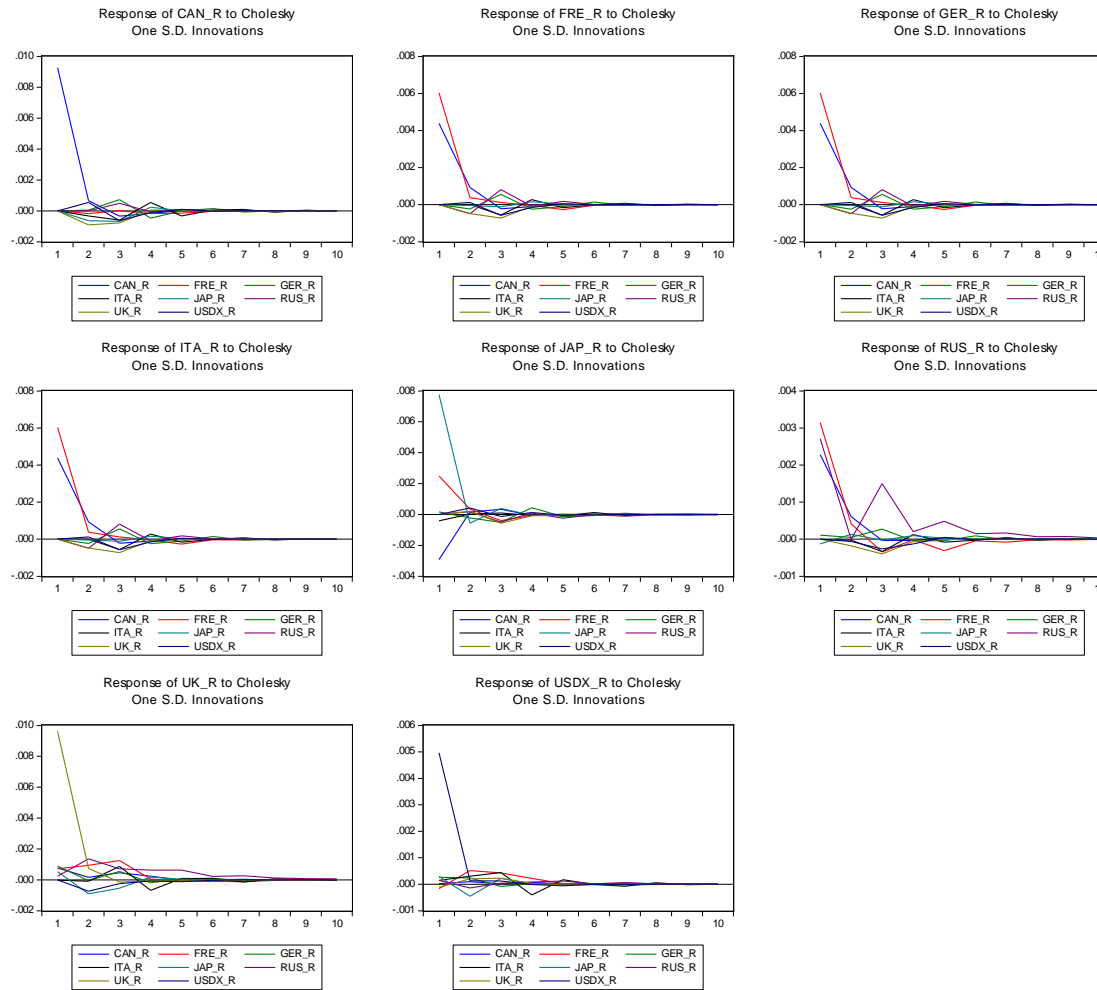 Response of CAN_R to Cholesky
One S.D. Innovations
.010
.008
.006
.004
.002
.000
-.002
1 2 3 4 5 6 7 8 9 10
CAN_R FRE_R GER_R
ITA_R JAP_R RUS_R
UK_R USDX_R
Response of FRE_R to Cholesky
One S.D. Innovations
.008
.006
.004
.002
.000
-.002
1 2 3 4 5 6 7 8 9 10
CAN_R FRE_R GER_R
ITA_R JAP_R RUS_R
UK_R USDX_R
Response of GER_R to Cholesky
One S.D. Innovations
.008
.006
.004
.002
.000
-.002
1 2 3 4 5 6 7 8 9
CAN_R FRE_R GER_R
ITA_R JAP_R RUS_R
UK_R USDX_R
Response of ITA_R to Cholesky
One S.D. Innovations
.008
.006
.004
.002
.000
-.002
1 2 3 4 5 6 7 8 9 10
CAN_R FRE_R GER_R
ITA_R JAP_R RUS_R
UK_R USDX_R
Response of JAP_R to Cholesky
One S.D. Innovations
.008
.006
.004
.002
.000
-.002
-.004
1 2 3 4 5 6 7 8 9 10
CAN_R FRE_R GER_R
ITA_R JAP_R RUS_R
UK_R USDX_R
Response of RUS_R to Cholesky
One S.D. Innovations
.004
.003
.002
.001
.000
-.001
1 2 3 4 5 6 7 8 9
CAN_R FRE_R GER_R
ITA_R JAP_R RUS_R
UK_R USDX_R
Response of UK_R to Cholesky
One S.D. Innovations
.010
.008
.006
.004
.002
.000
-.002
1 2 3 4 5 6 7 8 9 10
CAN_R FRE_R GER_R
ITA_R JAP_R RUS_R
UK_R USDX_R
Response of USDX_R to Cholesky
One S.D. Innovations
.006
.005
.004
.003
.002
.001
.000
-.001
1 2 3 4 5 6 7 8 9 10
CAN_R FRE_R GER_R
ITA_R JAP_R RUS_R
UK_R USDX_R